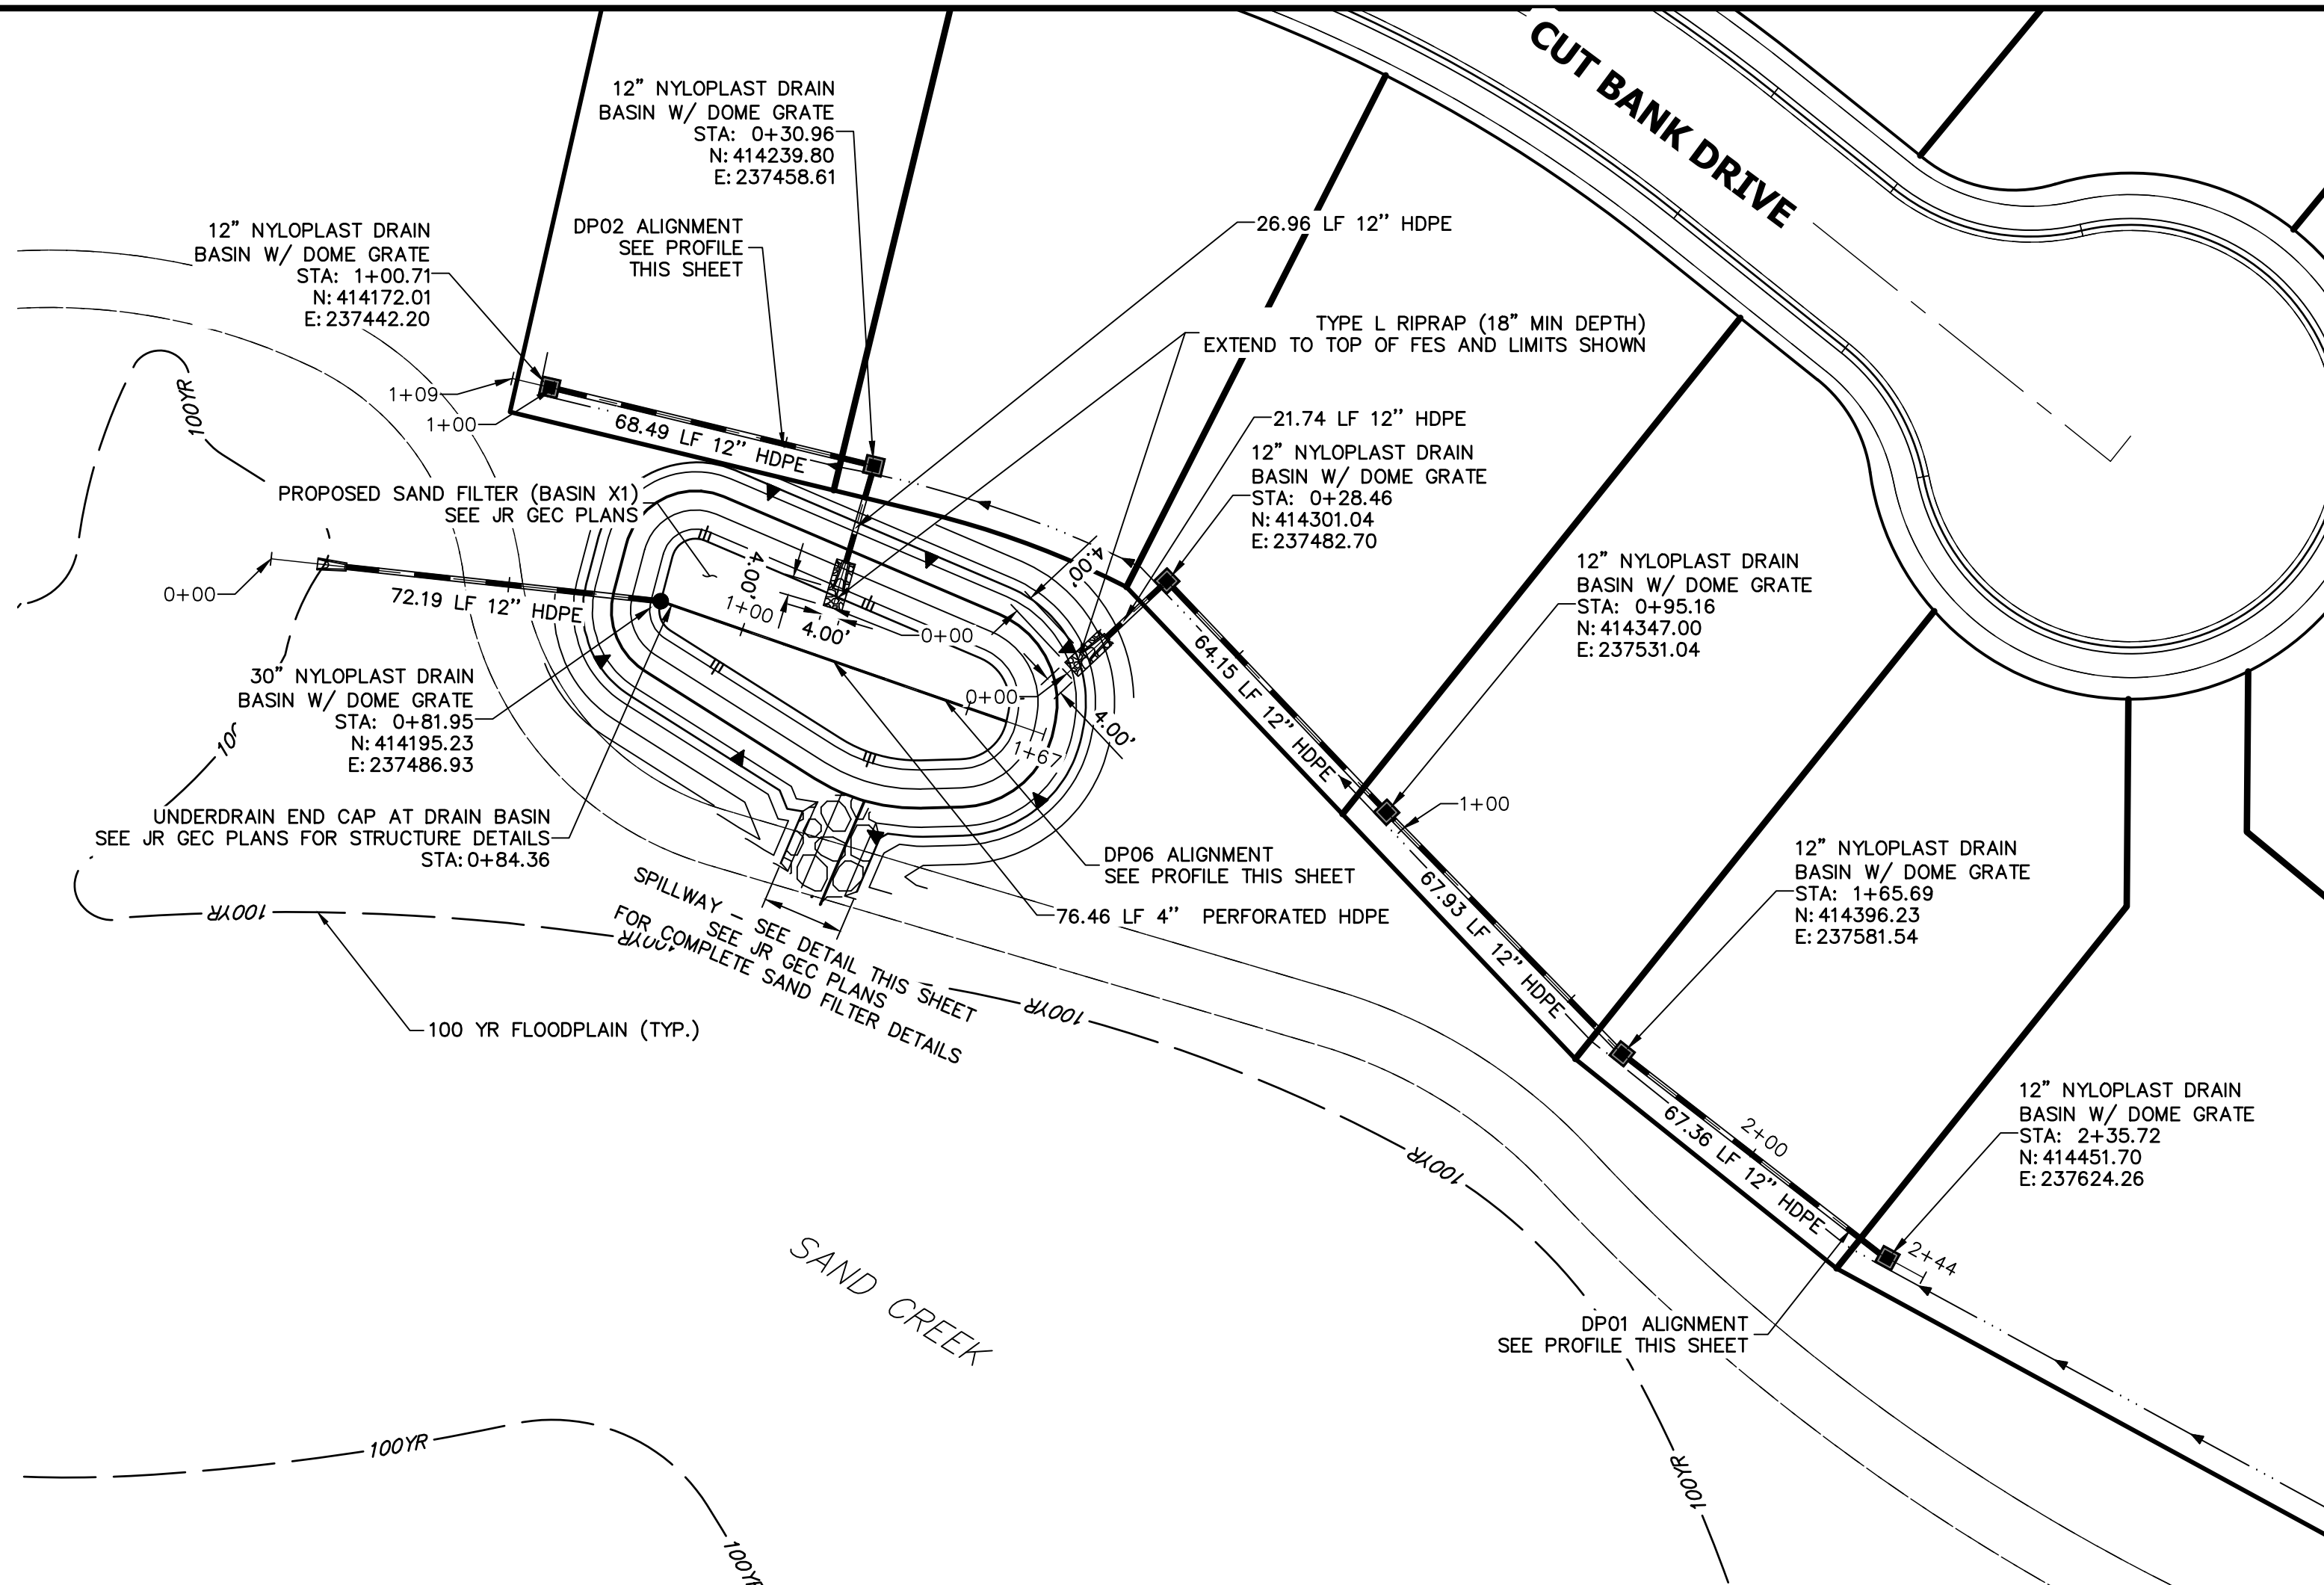 CUT BANK DRIVE
12" NYLOPLAST DRAIN
BASIN W/ DOME GRATE
STA: 0+30.96
N: 414239.80
E: 237458.61
12" NYLOPLAST DRAIN
BASIN W/ DOME GRATE
STA: 1+00.71
N: 414172.01
E: 237442.20
DP02 ALIGNMENT
SEE PROFILE
THIS SHEET
26.96 LF 12" HDPE
TYPE L RIPRAP (18" MIN DEPTH)
EXTEND TO TOP OF FES AND LIMITS SHOWN
1+09
1+00
100YR
68.49 LF 12" HDPE
21.74 LF 12" HDPE
12" NYLOPLAST DRAIN
BASIN W/ DOME GRATE
STA: 0+28.46
N: 414301.04
E: 237482.70
PROPOSED SAND FILTER (BASIN X1)
SEE JR GEC PLANS
12" NYLOPLAST DRAIN
BASIN W/ DOME GRATE
STA: 0+95.16
N: 414347.00
E: 237531.04
0+00
72.19 LF 12" HDPE
4.00'
1+00
4.00'
0+00
4.00'
0+00
4.00'
1+67
64.15 LF 12" HDPE
30" NYLOPLAST DRAIN
BASIN W/ DOME GRATE
STA: 0+81.95
N: 414195.23
E: 237486.93
UNDERDRAIN END CAP AT DRAIN BASIN
SEE JR GEC PLANS FOR STRUCTURE DETAILS
STA: 0+84.36
1+00
DP06 ALIGNMENT
SEE PROFILE THIS SHEET
76.46 LF 4" PERFORATED HDPE
67.93 LF 12" HDPE
12" NYLOPLAST DRAIN
BASIN W/ DOME GRATE
STA: 1+65.69
N: 414396.23
E: 237581.54
100YR
100YR
SPILLWAY - SEE DETAIL THIS SHEET
SEE JR GEC PLANS
FOR COMPLETE SAND FILTER DETAILS
100YR
100 YR FLOODPLAIN (TYP.)
12" NYLOPLAST DRAIN
BASIN W/ DOME GRATE
STA: 2+35.72
N: 414451.70
E: 237624.26
2+00
67.36 LF 12" HDPE
100YR
2+44
SAND CREEK
DP01 ALIGNMENT
SEE PROFILE THIS SHEET
100YR
100YR
100YR